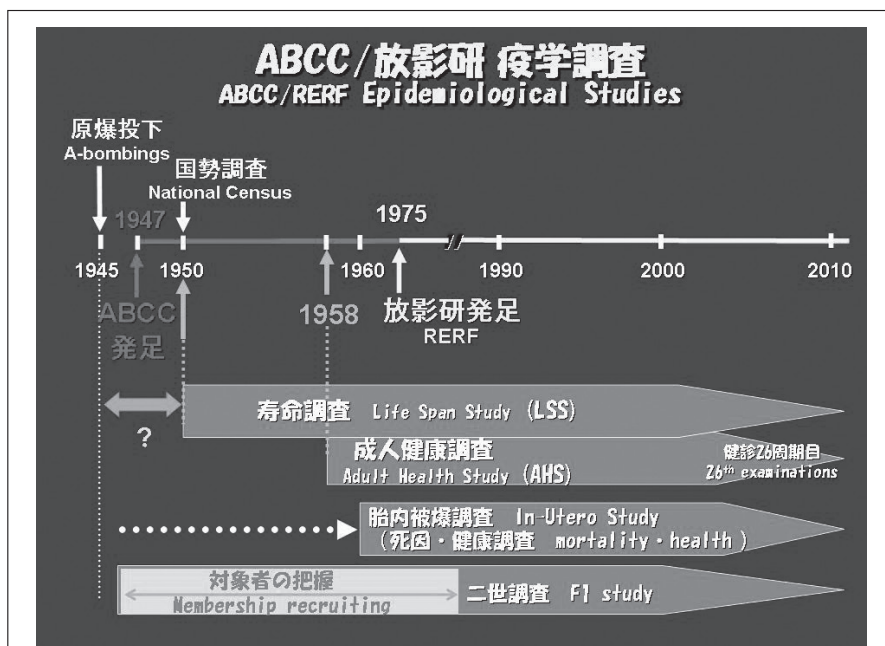 ABCC/放影研 疫学調査
ABCC/RERF Epidemiological Studies
原爆投下
A-bombings
国勢調査
National Census
1947
1975
1945
1950
1960
1990
2000
2010
ABCC
発足
1958
放影研発足
RERF
?
寿命調査 Life Span Study (LSS)
成人健康調査
Adult Health Study (AHS)
健診26周期目
26th examinations
胎内被爆調査 In-Utero Study
(死因・健康調査 mortality・health)
対象者の把握
Membership recruiting
二世調査 F1 study